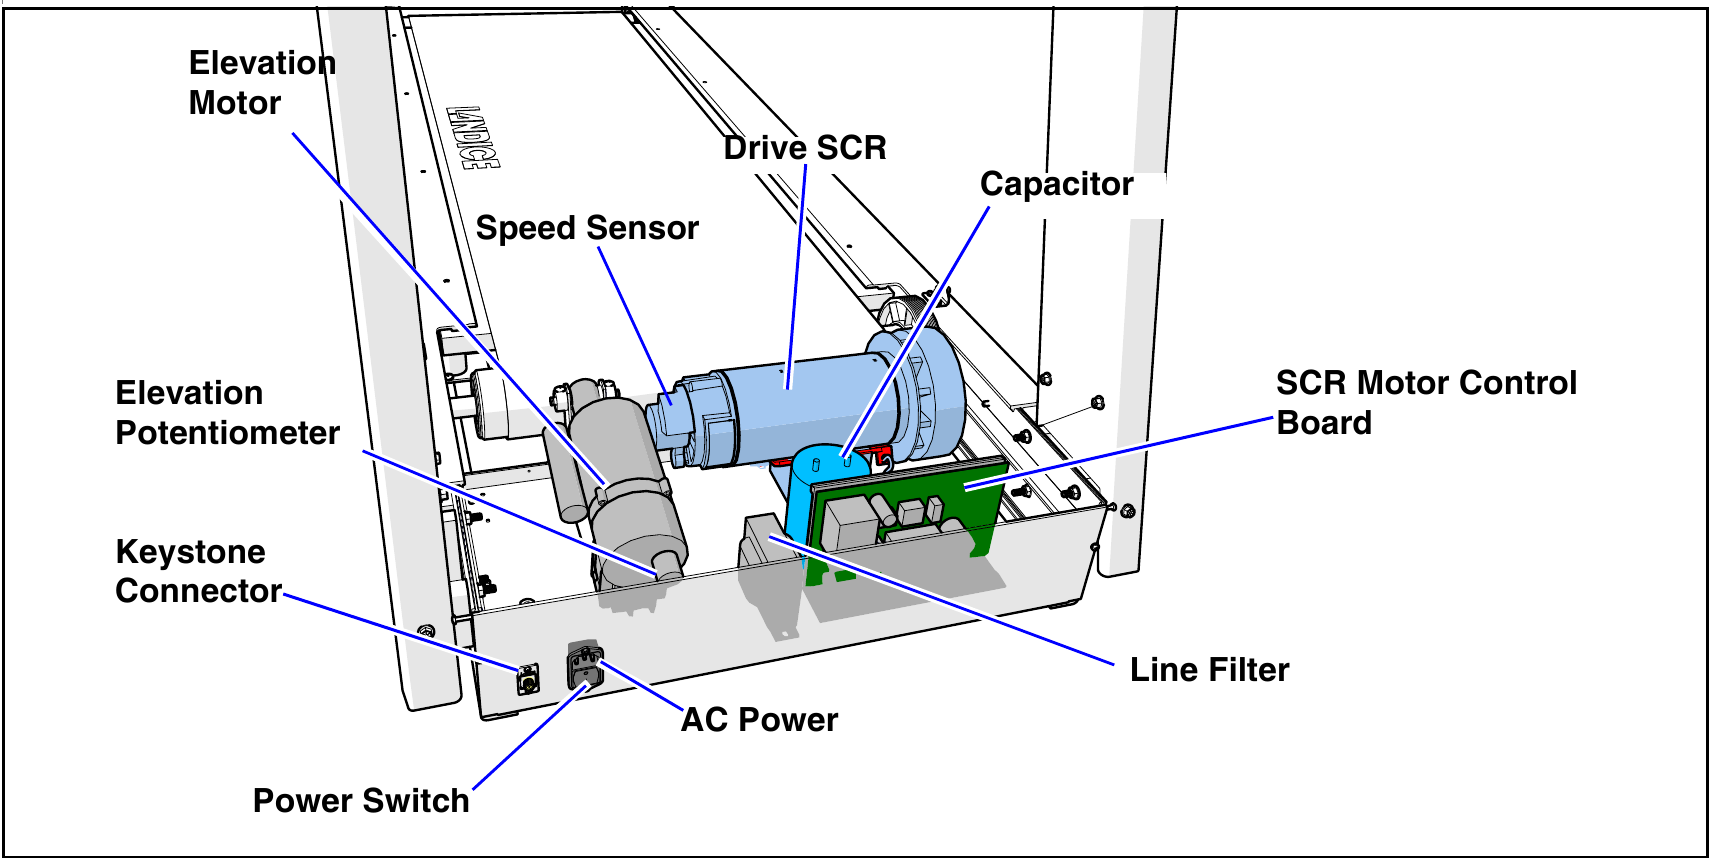 Elevation
Motor
LANDICE
Drive SCR
Capacitor
Speed Sensor
Elevation
Potentiometer
SCR Motor Control
Board
Keystone
Connector
Line Filter
AC Power
Power Switch